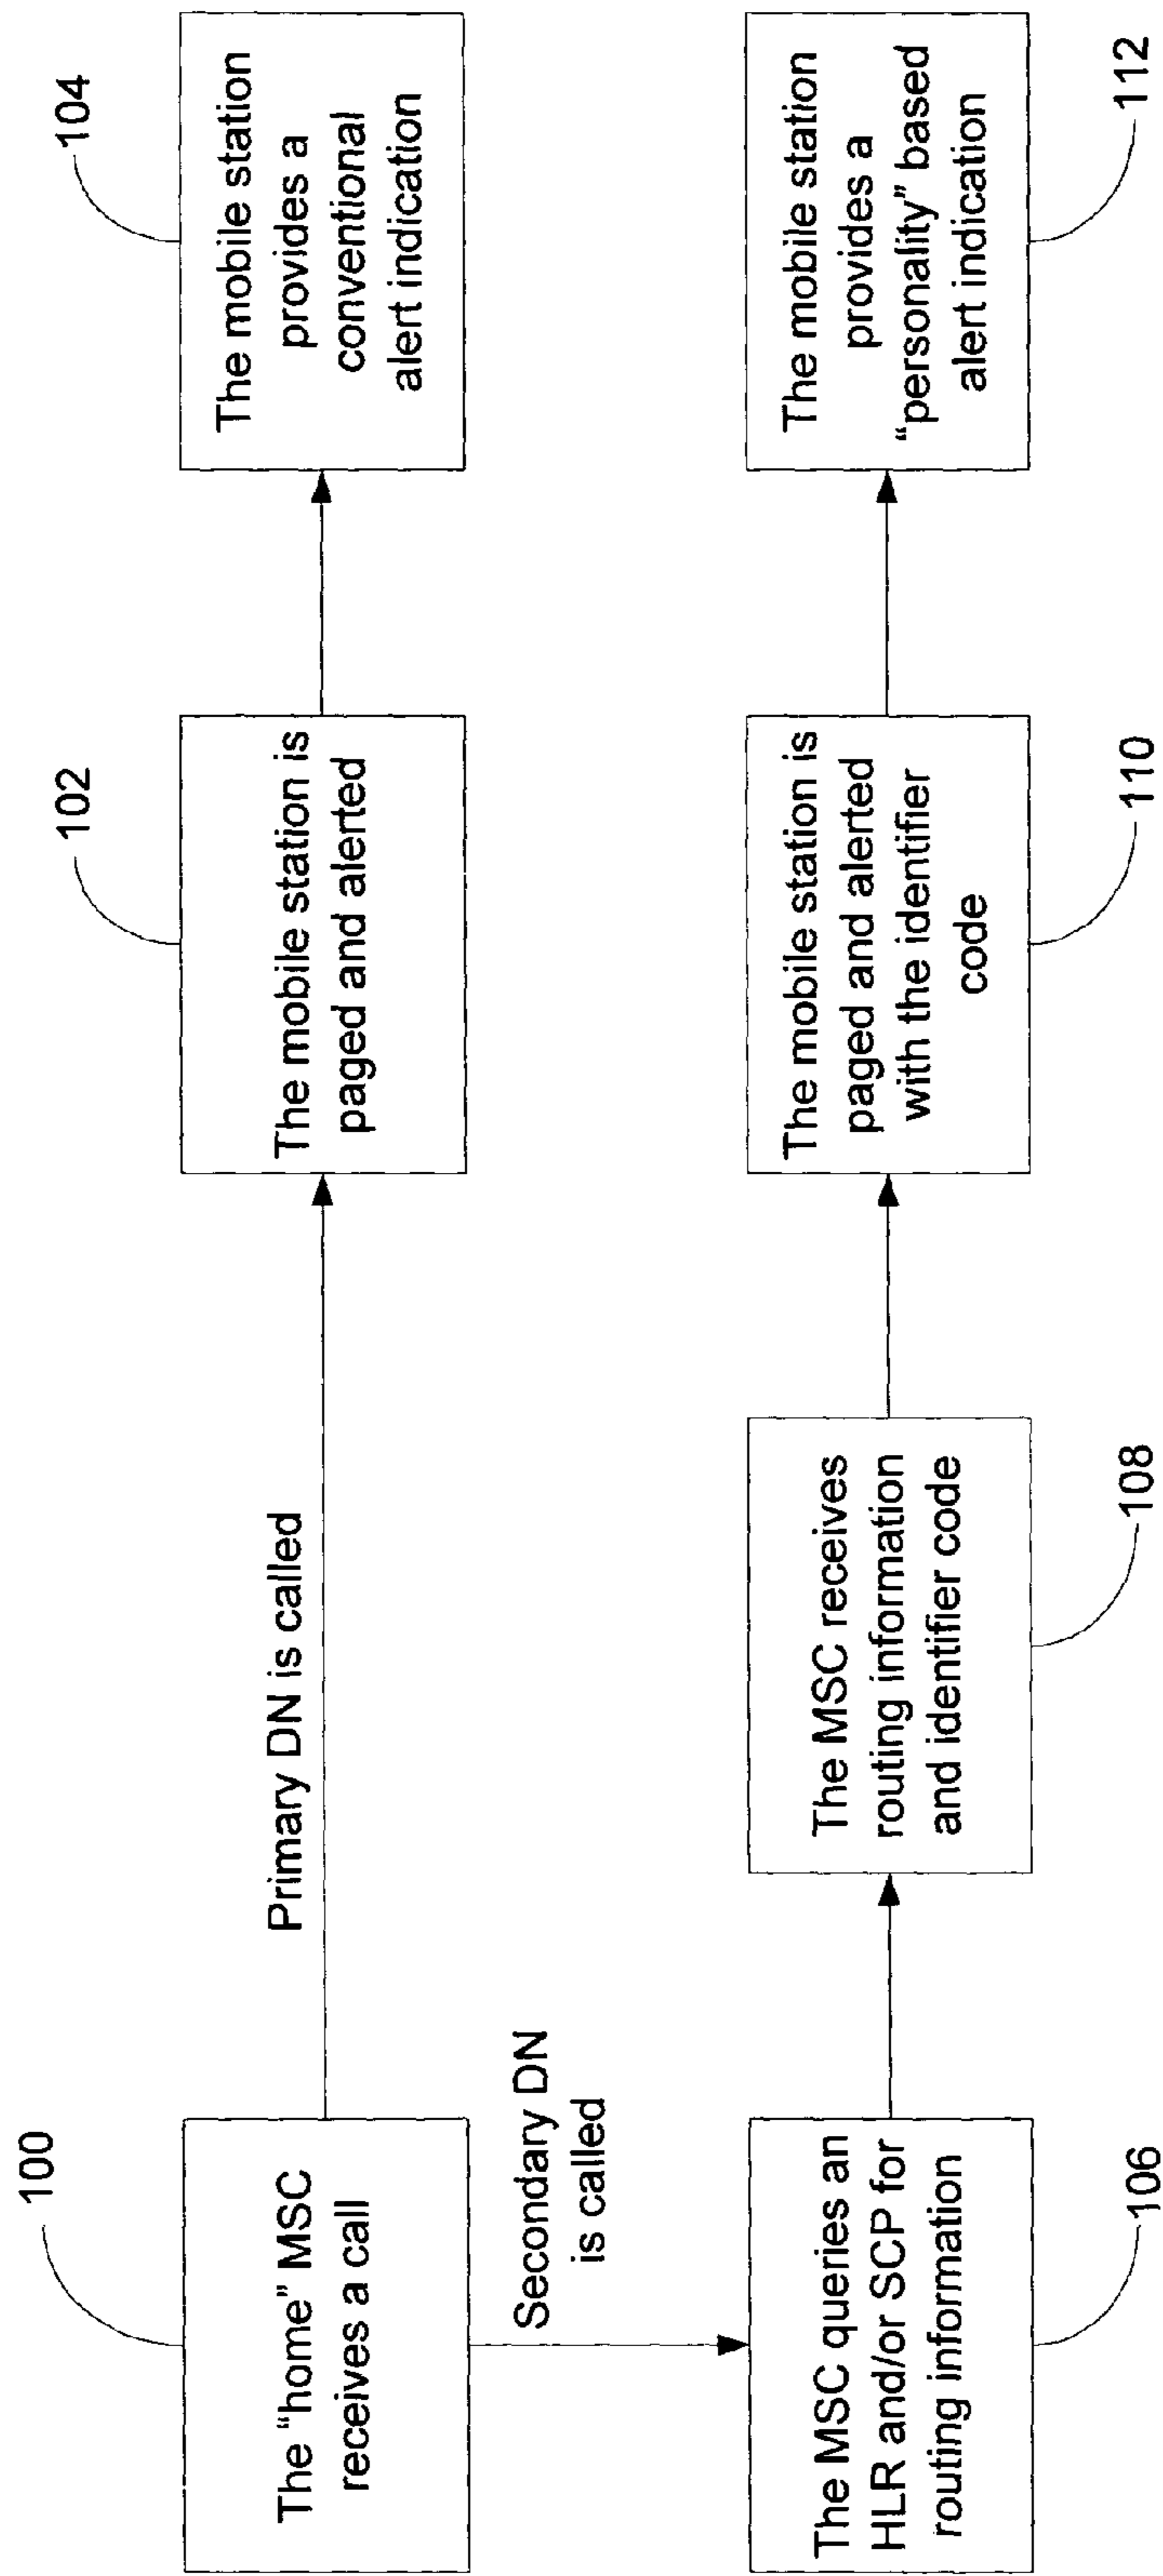 100
The “home” MSC
receives a call
Primary DN is called
102
The mobile station is
paged and alerted
104
The mobile station
provides a
conventional
alert indication
Secondary DN
is called
The MSC queries an
HLR and/or SCP for
routing information
106
The MSC receives
routing information
and identifier code
108
The mobile station is
paged and alerted
with the identifier
code
110
The mobile station
provides a
“personality” based
alert indication
112